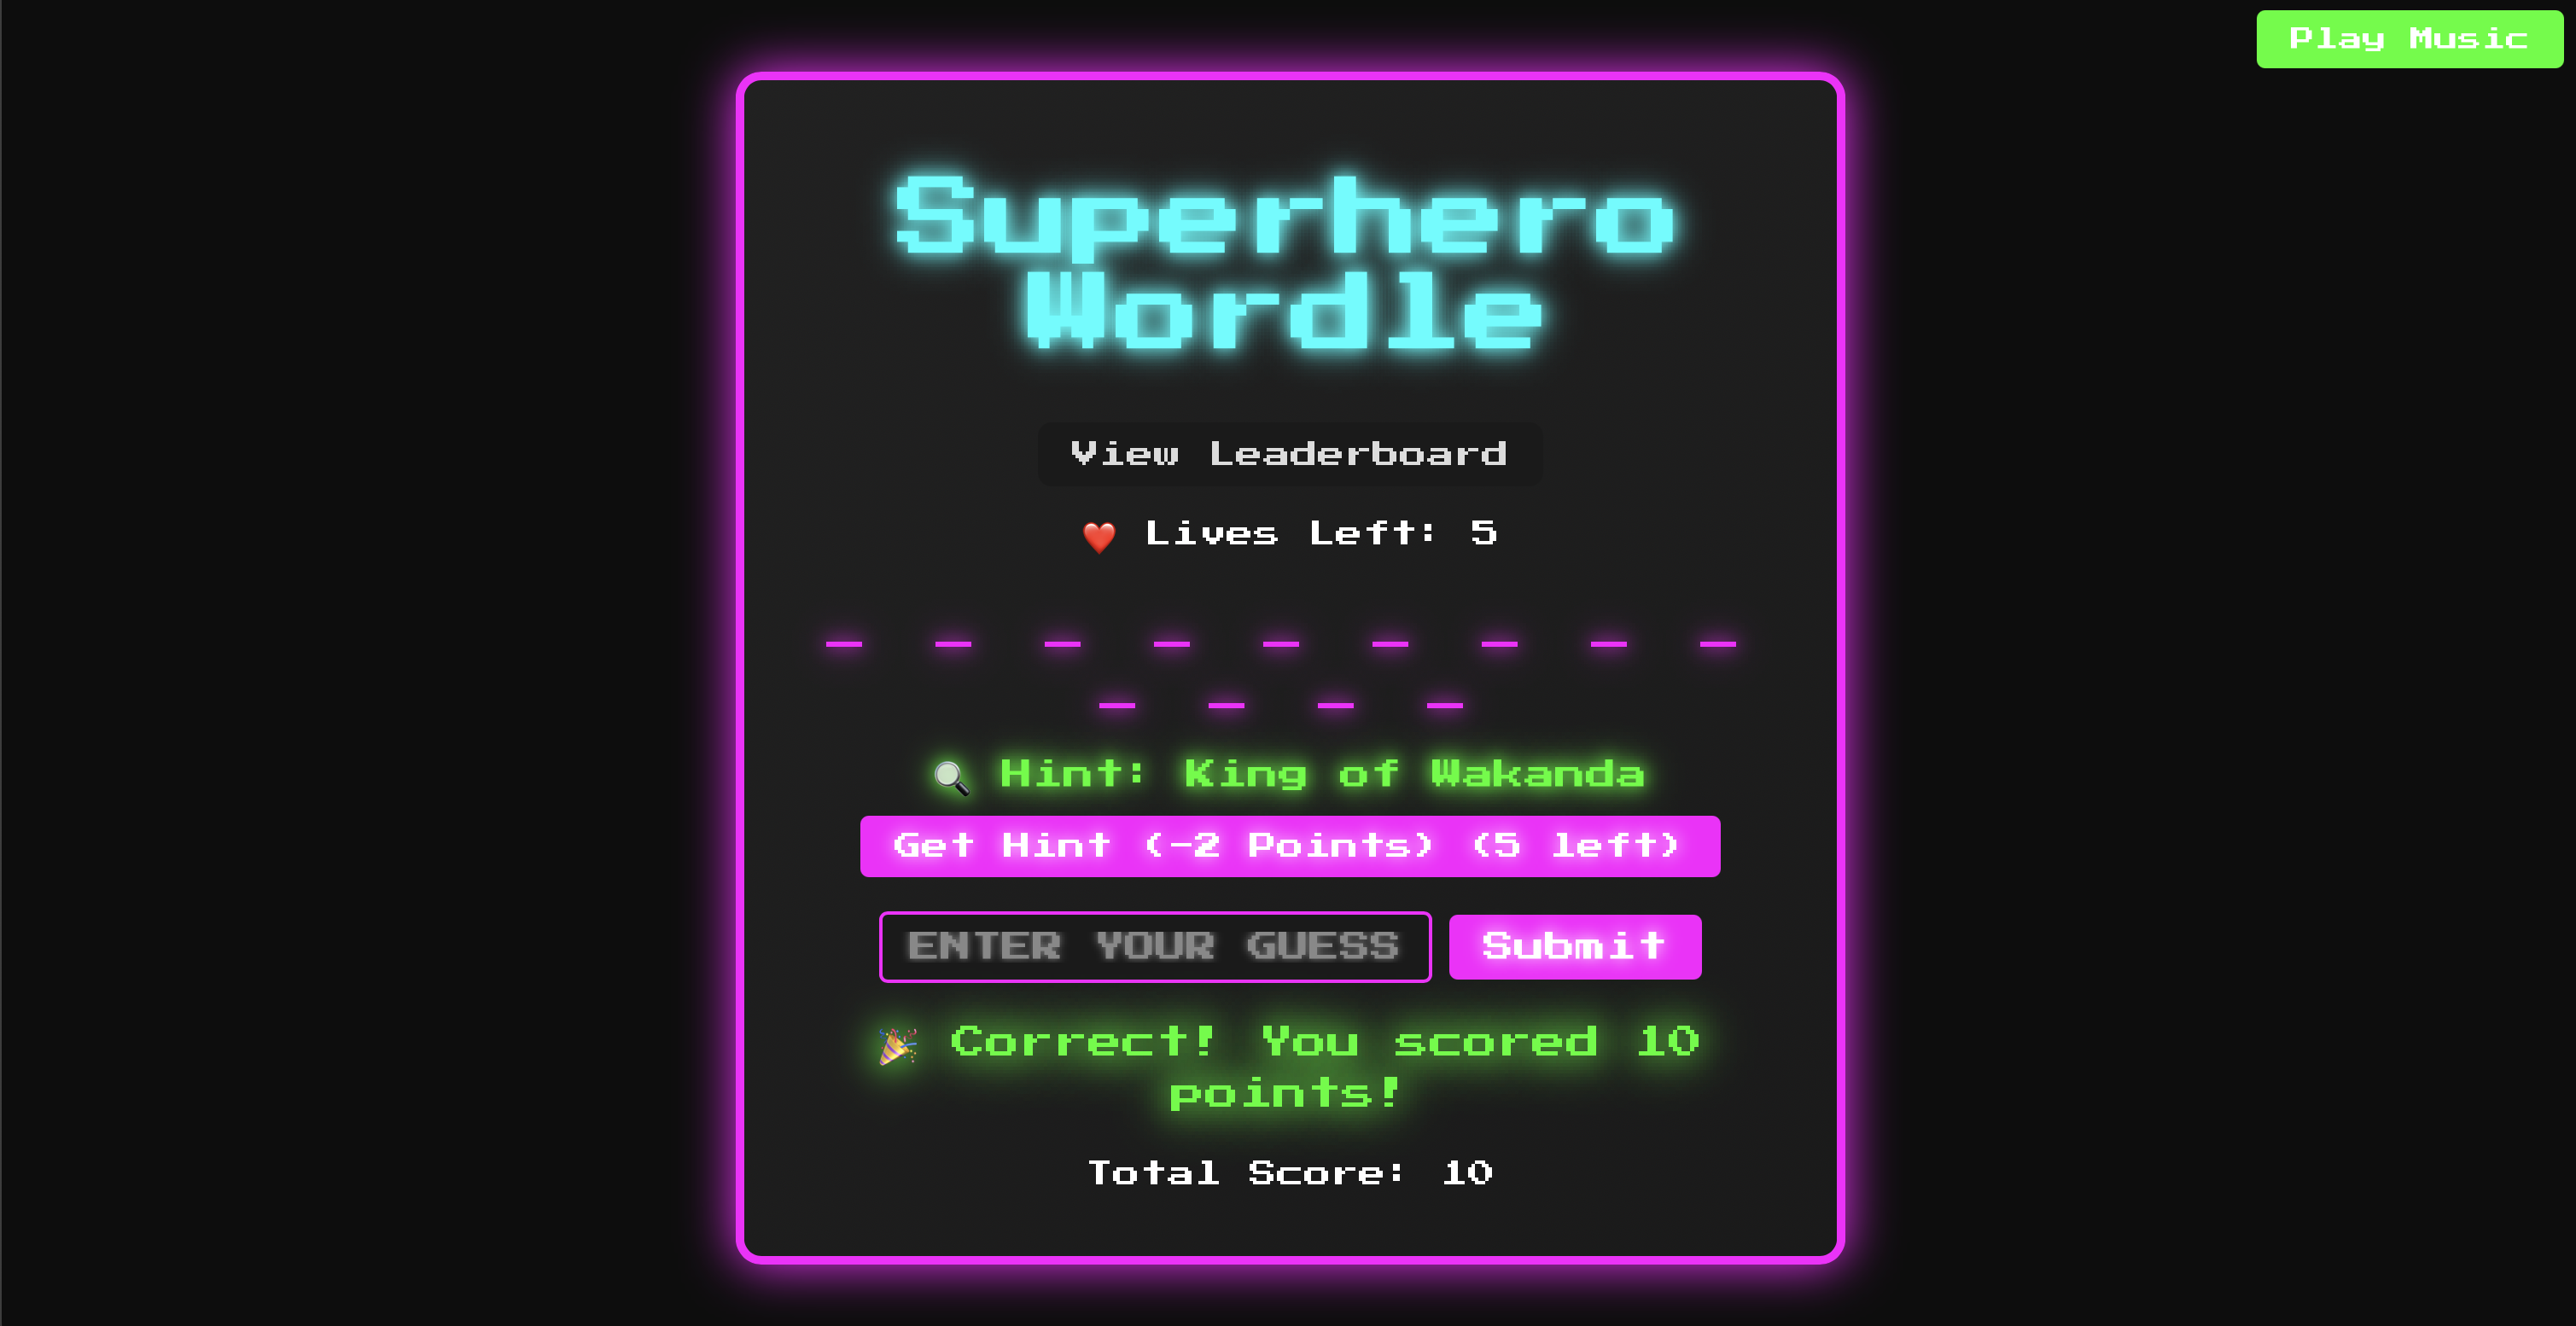 Play Music
Superhero
Wordle
View Leaderboard
❤️ Lives Left: 5
_ _ _ _ _ _ _ _ _
_ _ _ _
🔍 Hint: King of Wakanda
Get Hint (-2 Points) (5 left)
ENTER YOUR GUESS
Submit
🎉 Correct! You scored 10
points!
Total Score: 10